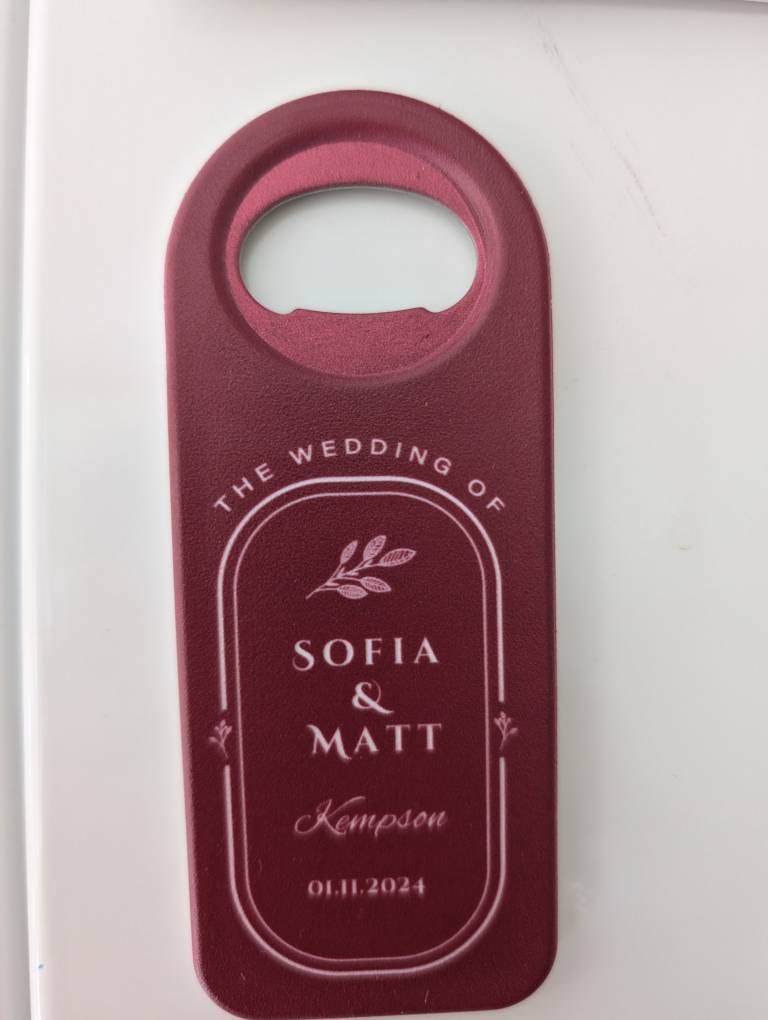 THE WEDDING OF
SOFIA
&
MATT
Kempson
01.11.2024